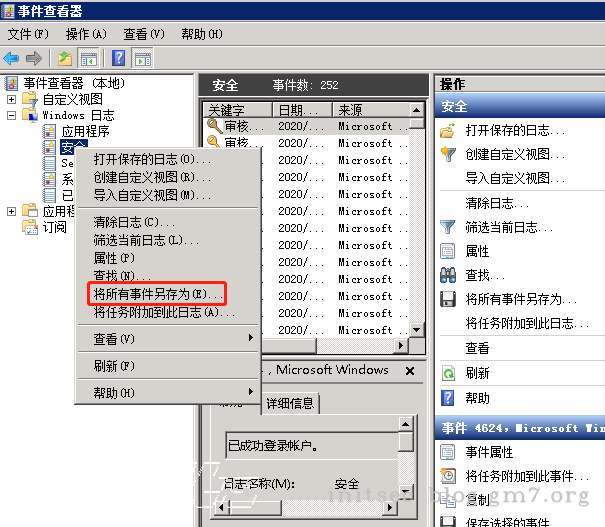 事件查看器
文件(F) 操作(A) 查看(V) 帮助(H)
事件查看器 (本地)
自定义视图
Windows 日志
应用程序
安全
Se
系
已
应用程
订阅
打开保存的日志(O)...
创建自定义视图(R)...
导入自定义视图(M)...
清除日志(C)...
筛选当前日志(L)...
属性(P)
查找(N)...
将所有事件另存为(E)...
将任务附加到此日志(A)...
查看(V)
刷新(F)
帮助(H)
安全 事件数: 252
关键字 日期... 来源
审核... 2020/... Microsoft ...
审核... 2020/... Microsoft ...
2020/... Microsoft ...
2020/... Microsoft ...
2020/... Microsoft ...
2020/... Microsoft ...
2020/... Microsoft ...
2020/... Microsoft ...
2020/... Microsoft ...
2020/... Microsoft ...
2020/... Microsoft ...
2020/... Microsoft ...
2020/... Microsoft ...
, Microsoft Windows
详细信息
已成功登录帐户。
日志名称(M): 安全
操作
安全
打开保存的日志...
创建自定义视图...
导入自定义视图...
清除日志...
筛选当前日志...
属性
查找...
将所有事件另存为...
将任务附加到此日志...
查看
刷新
帮助
事件 4624, Microsoft Win
事件属性
将任务附加到此事件...
复制
保存选择的事件
blog.gm7.org